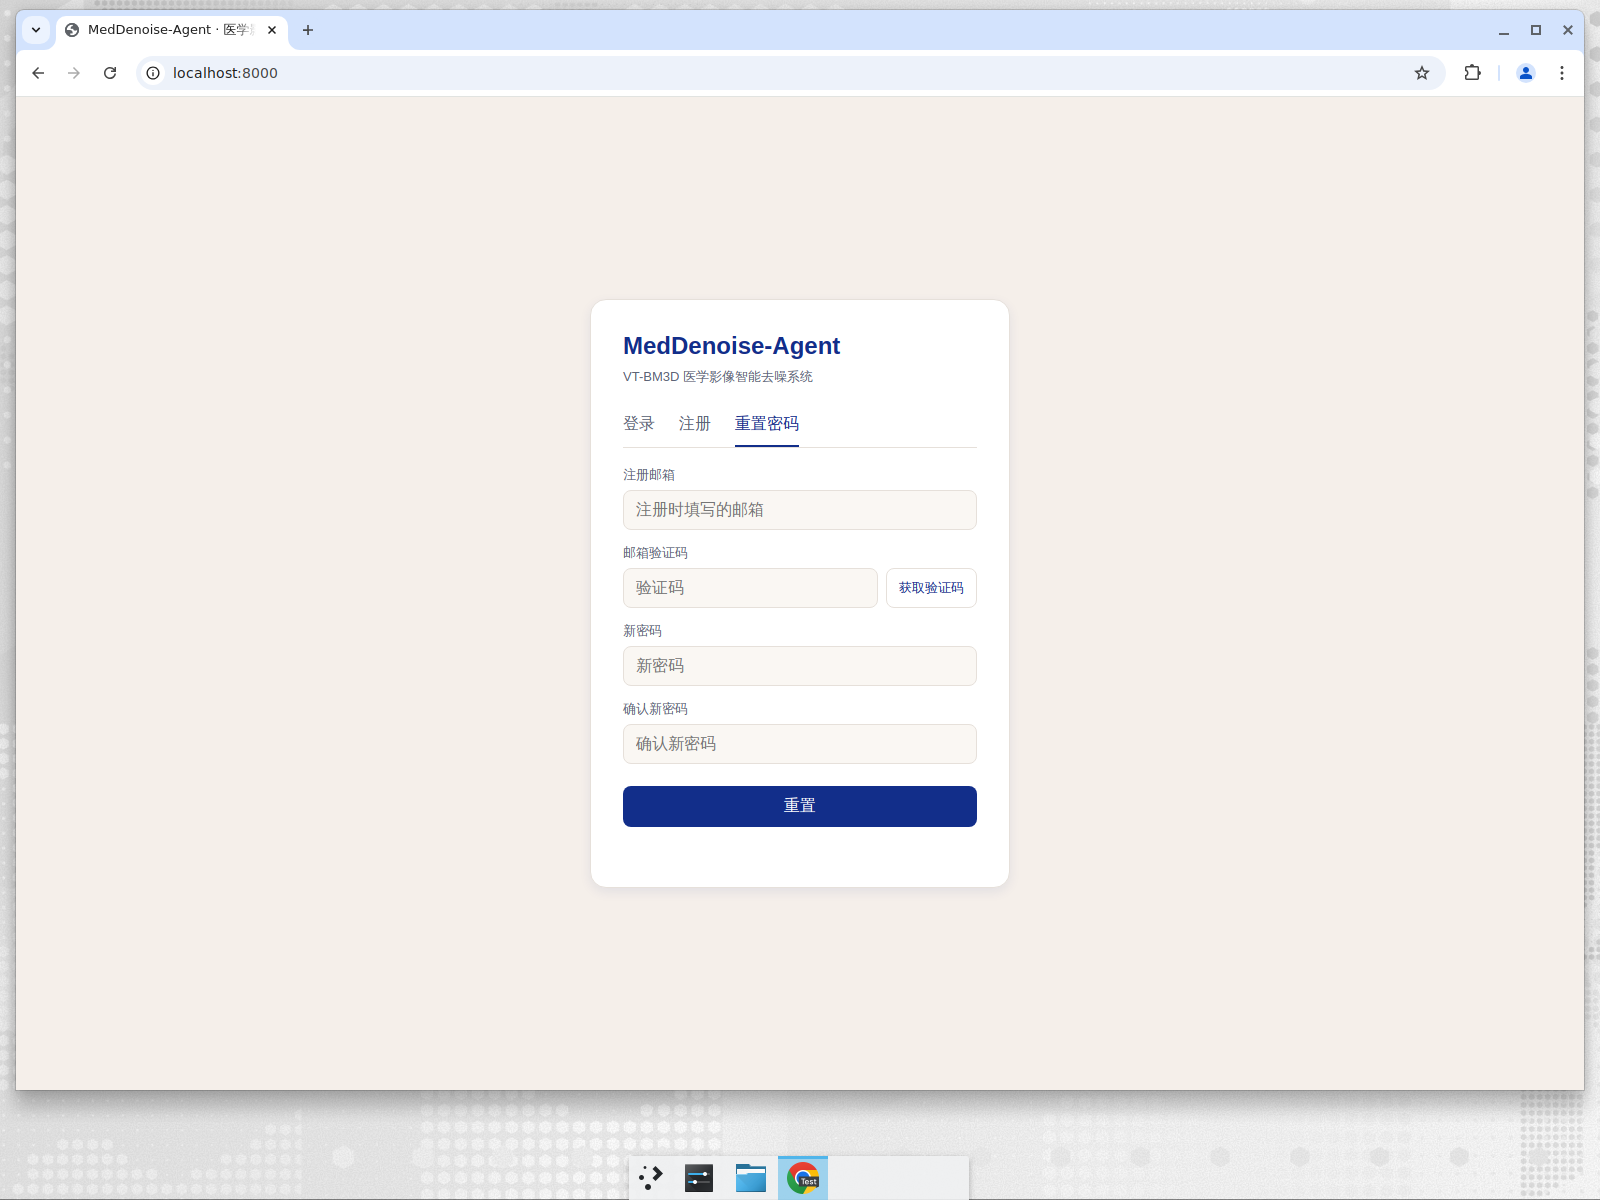 MedDenoise-Agent · 医学
localhost:8000
MedDenoise-Agent
VT-BM3D 医学影像智能去噪系统
登录 注册 重置密码
注册邮箱
注册时填写的邮箱
邮箱验证码
验证码 获取验证码
新密码
新密码
确认新密码
确认新密码
重置
Test